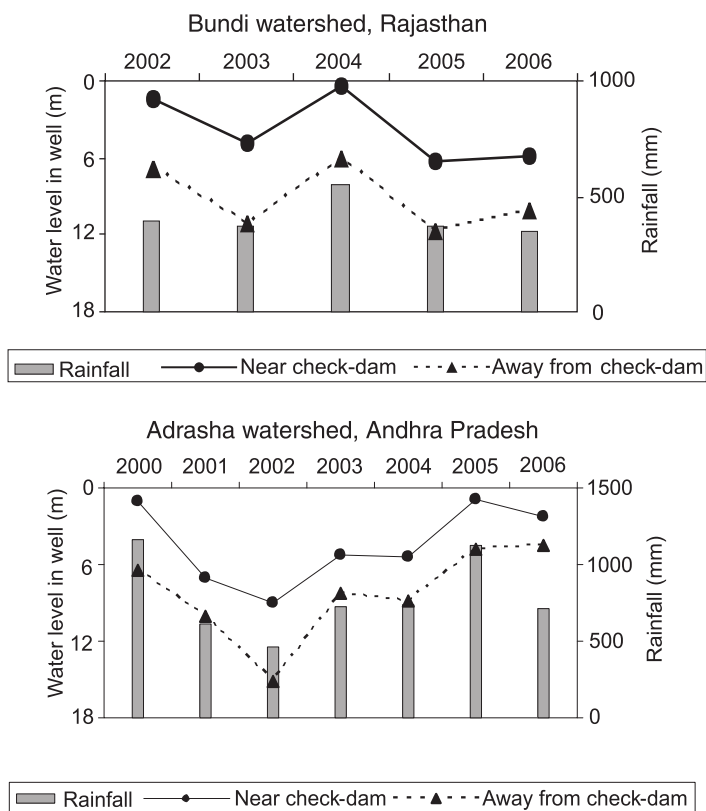 Bundi watershed, Rajasthan
2002 2003 2004 2005 2006
Water level in well (m)
0
6
12
18
1000
500
0
Rainfall (mm)
Rainfall Near check-dam Away from check-dam
Adrasha watershed, Andhra Pradesh
2000 2001 2002 2003 2004 2005 2006
Water level in well (m)
0
6
12
18
1500
1000
500
0
Rainfall (mm)
Rainfall Near check-dam Away from check-dam